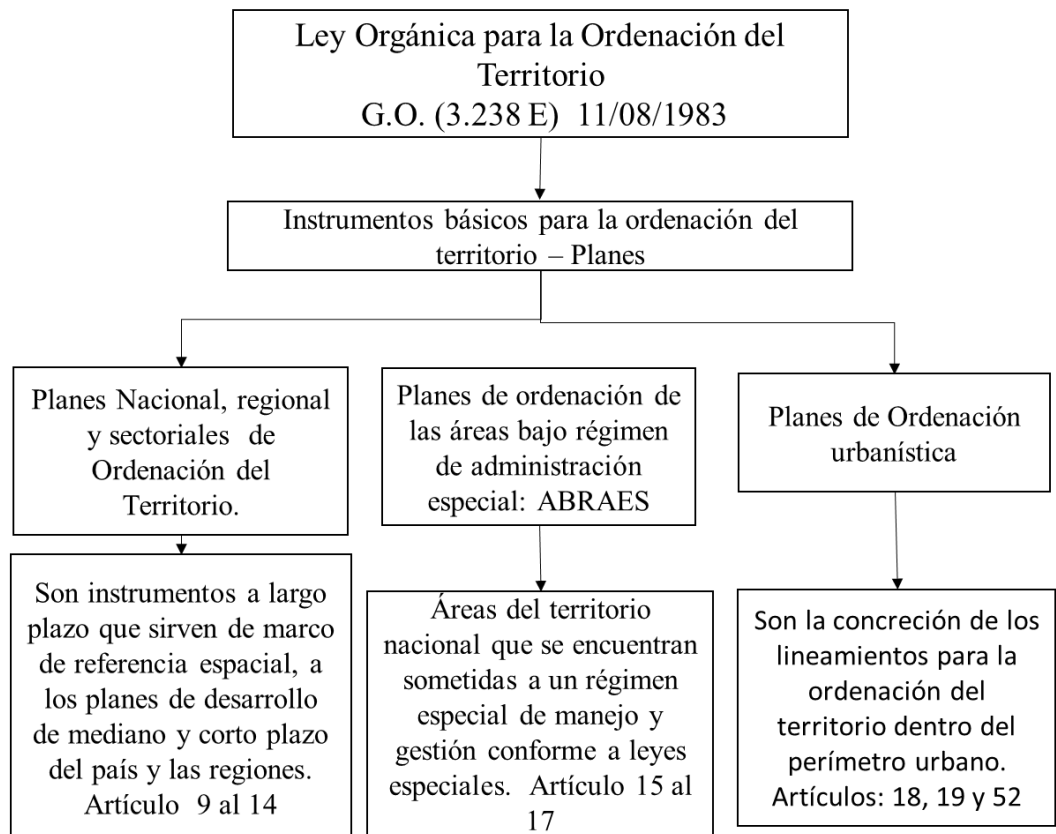 Ley Orgánica para la Ordenación del
Territorio
G.O. (3.238 E) 11/08/1983
Instrumentos básicos para la ordenación del
territorio – Planes
Planes Nacional, regional
y sectoriales de
Ordenación del
Territorio.
Son instrumentos a largo
plazo que sirven de marco
de referencia espacial, a
los planes de desarrollo
de mediano y corto plazo
del país y las regiones.
Artículo 9 al 14
Planes de ordenación de
las áreas bajo régimen
de administración
especial: ABRAES
Áreas del territorio
nacional que se encuentran
sometidas a un régimen
especial de manejo y
gestión conforme a leyes
especiales. Artículo 15 al
17
Planes de Ordenación
urbanística
Son la concreción de los
lineamientos para la
ordenación del
territorio dentro del
perímetro urbano.
Artículos: 18, 19 y 52